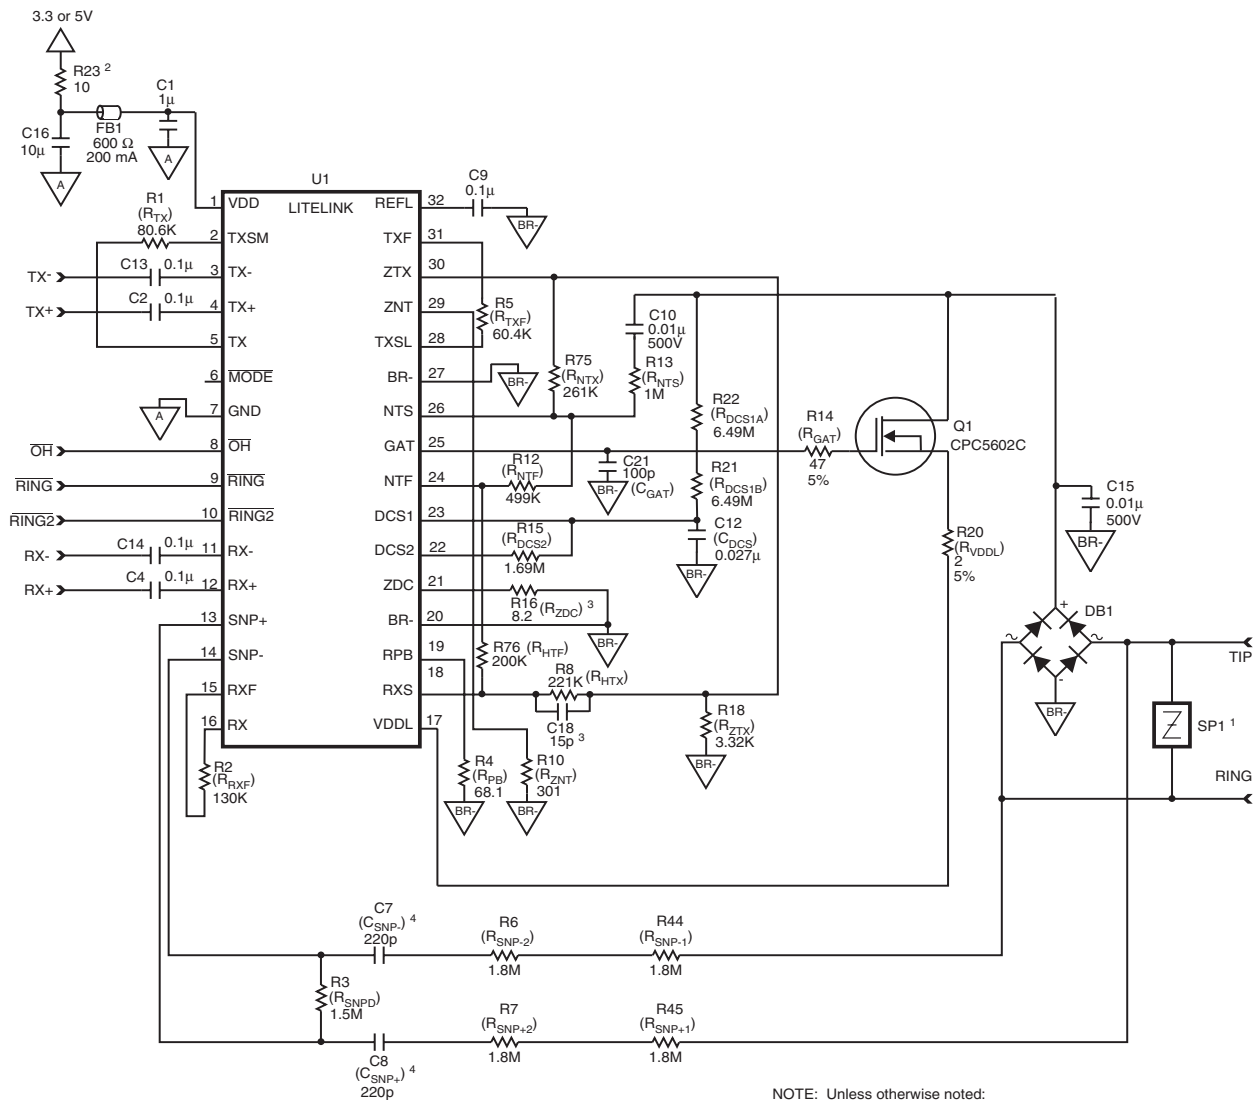 3.3 or 5V
R23 2
10
C1
1µ
C16
10µ
FB1
600 Ω
200 mA
A
A
U1
LITELINK
C9
0.1µ
BR-
R1
(RTX)
80.6K
TX-
C13
0.1µ
TX+
C2
0.1µ
A
OH
RING
RING2
RX-
C14
0.1µ
RX+
C4
0.1µ
1 VDD
2 TXSM
3 TX-
4 TX+
5 TX
6 MODE
7 GND
8 OH
9 RING
10 RING2
11 RX-
12 RX+
13 SNP+
14 SNP-
15 RXF
16 RX
REFL 32
TXF 31
ZTX 30
ZNT 29
TXSL 28
BR- 27
NTS 26
GAT 25
NTF 24
DCS1 23
DCS2 22
ZDC 21
BR- 20
RPB 19
RXS 18
VDDL 17
R5
(RTXF)
60.4K
BR-
R75
(RNTX)
261K
C10
0.01µ
500V
R13
(RNTS)
1M
R22
(RDCS1A)
6.49M
R14
(RGAT)
47
5%
Q1
CPC5602C
R12
(RNTF)
499K
C21
100p
(CGAT)
BR-
R21
(RDCS1B)
6.49M
C15
0.01µ
500V
BR-
R15
(RDCS2)
1.69M
C12
(CDCS)
0.027µ
BR-
R20
(RVDDL)
2
5%
R16 (RZDC) 3
8.2
BR-
DB1
+
~
~
-
BR-
TIP
R76 (RHTF)
200K
R8
221K (RHTX)
C18
15p 3
R18
(RZTX)
3.32K
BR-
SP1 1
RING
R2
(RRXF)
130K
R4
(RPB)
68.1
BR-
R10
(RZNT)
301
BR-
C7
(CSNP-) 4
220p
R6
(RSNP-2)
1.8M
R44
(RSNP-1)
1.8M
R3
(RSNPD)
1.5M
R7
(RSNP+2)
1.8M
R45
(RSNP+1)
1.8M
C8
(CSNP+) 4
220p
NOTE: Unless otherwise noted: